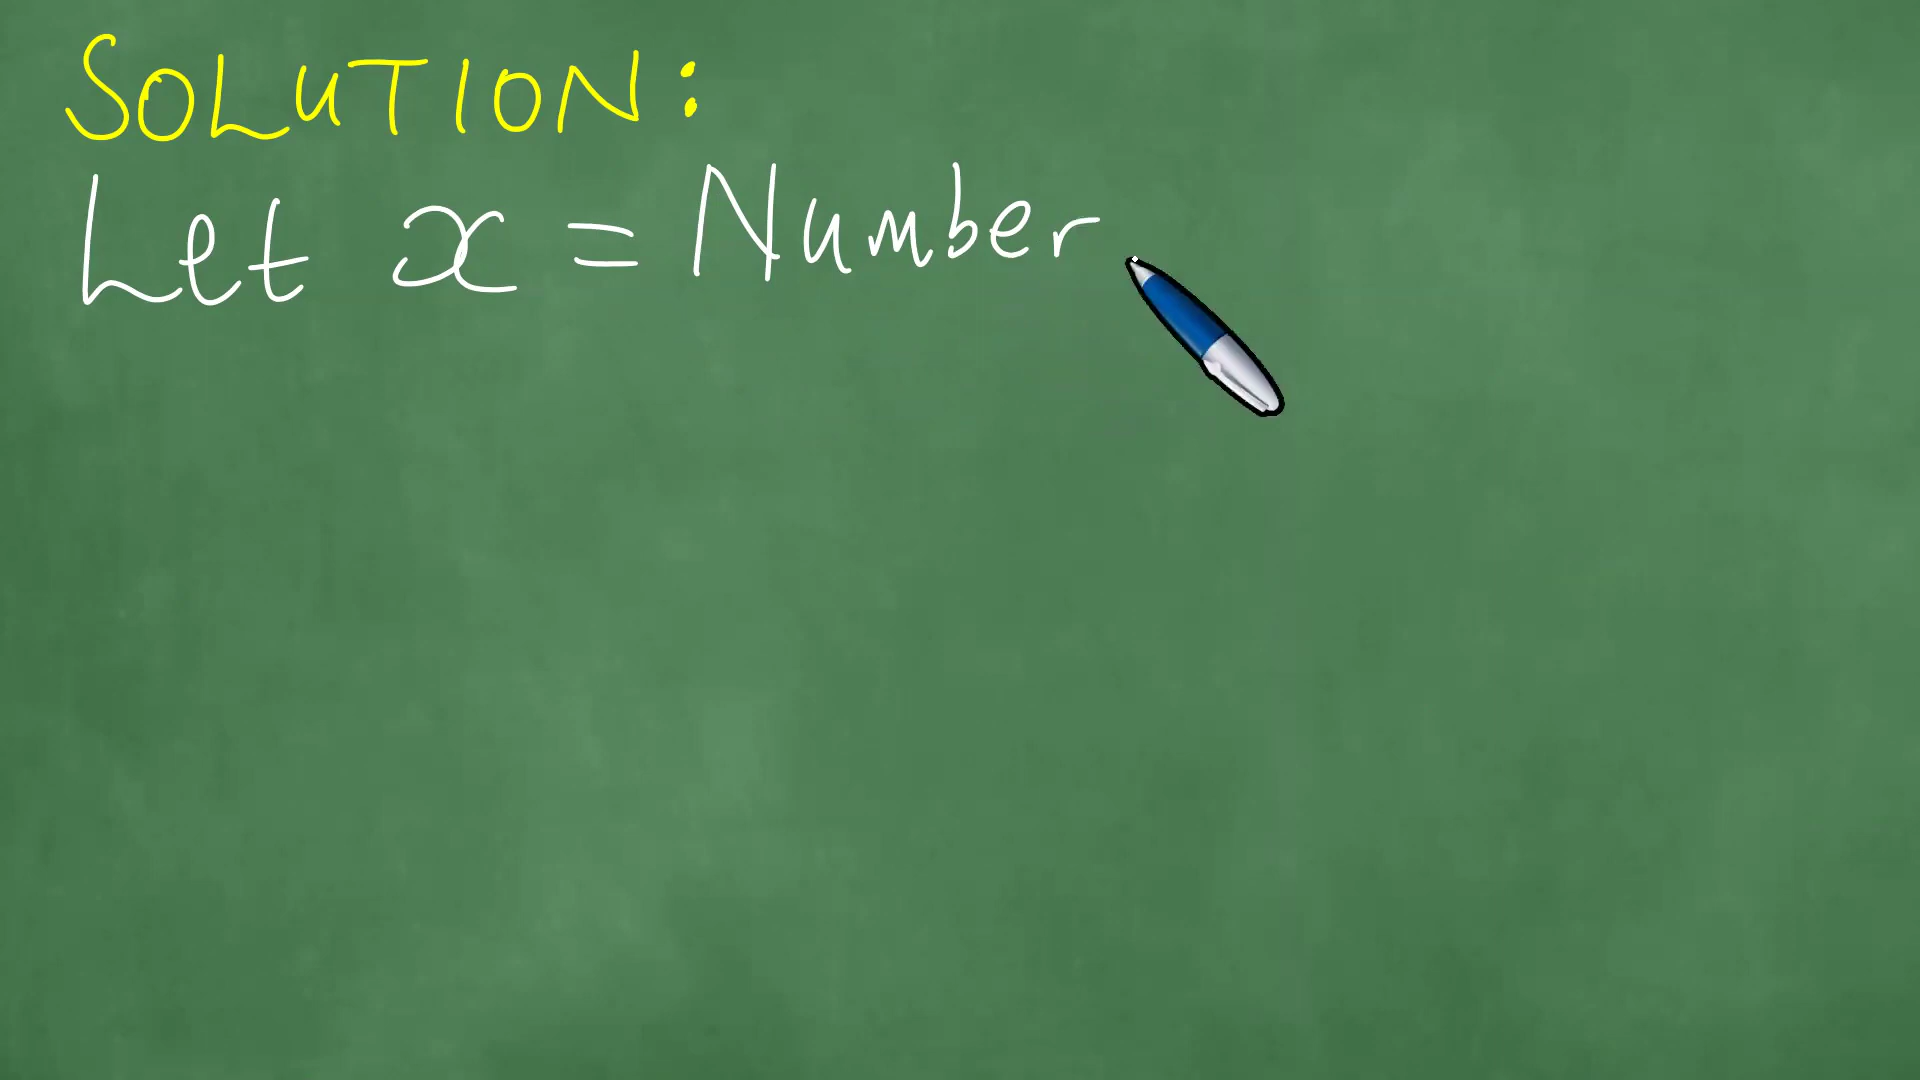 SOLUTION:
Let x = Number